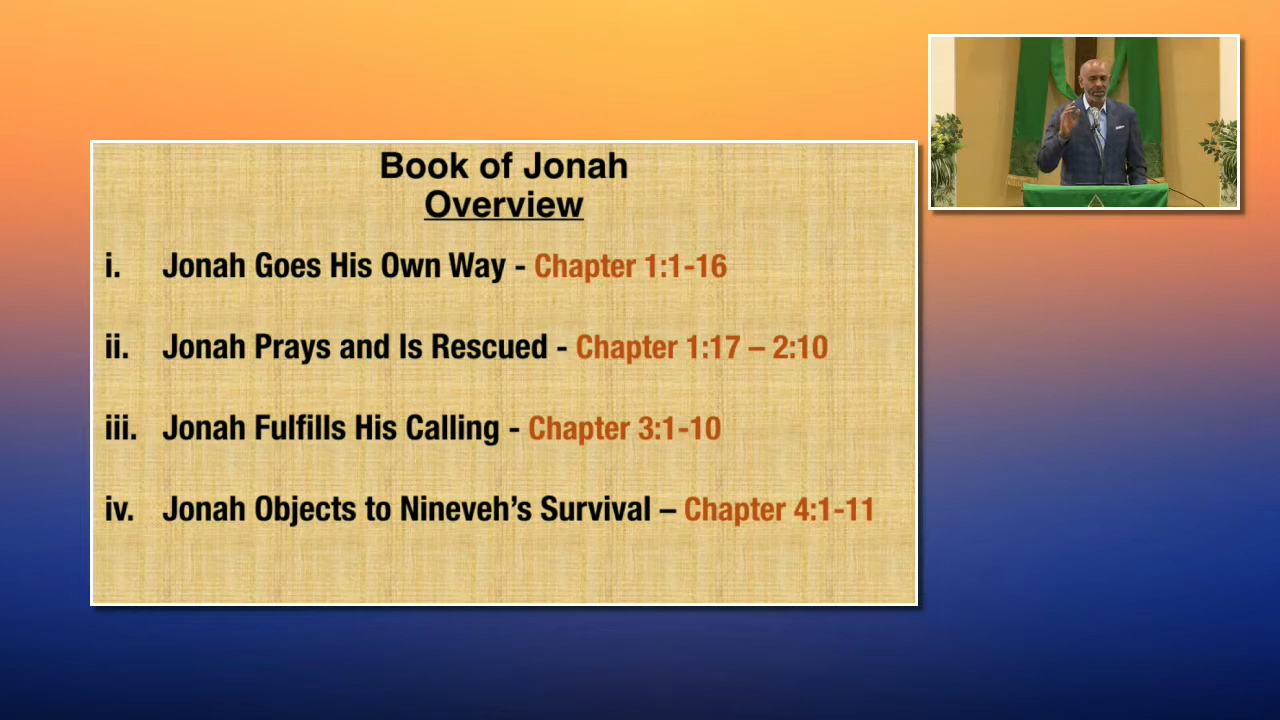 Book of Jonah
Overview
i. Jonah Goes His Own Way - Chapter 1:1-16
ii. Jonah Prays and Is Rescued - Chapter 1:17 – 2:10
iii. Jonah Fulfills His Calling - Chapter 3:1-10
iv. Jonah Objects to Nineveh’s Survival – Chapter 4:1-11